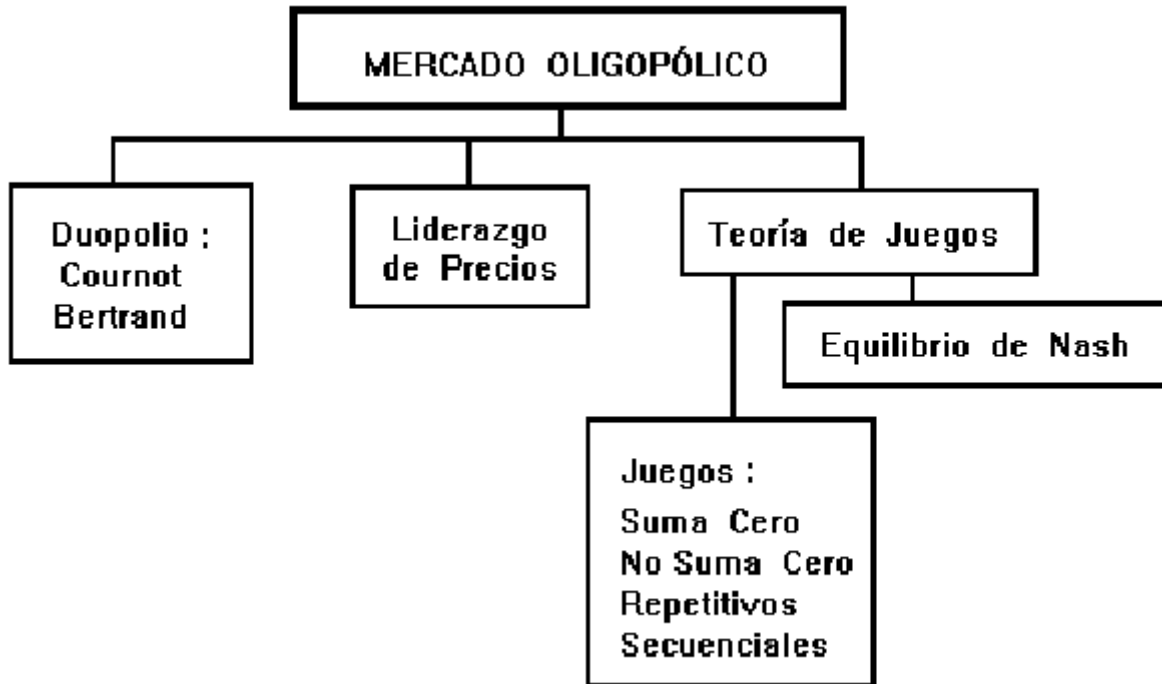 MERCADO OLIGOPÓLICO
Duopolio :
Cournot
Bertrand
Liderazgo
de Precios
Teoría de Juegos
Equilibrio de Nash
Juegos :
Suma Cero
No Suma Cero
Repetitivos
Secuenciales